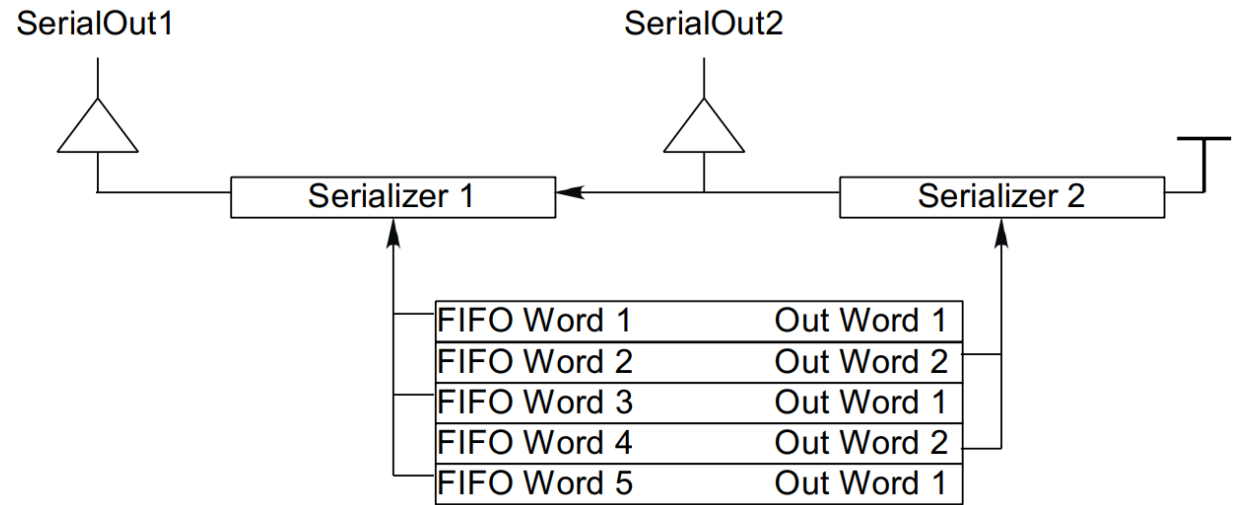 SerialOut1 SerialOut2
Serializer 1 Serializer 2
FIFO Word 1 Out Word 1
FIFO Word 2 Out Word 2
FIFO Word 3 Out Word 1
FIFO Word 4 Out Word 2
FIFO Word 5 Out Word 1